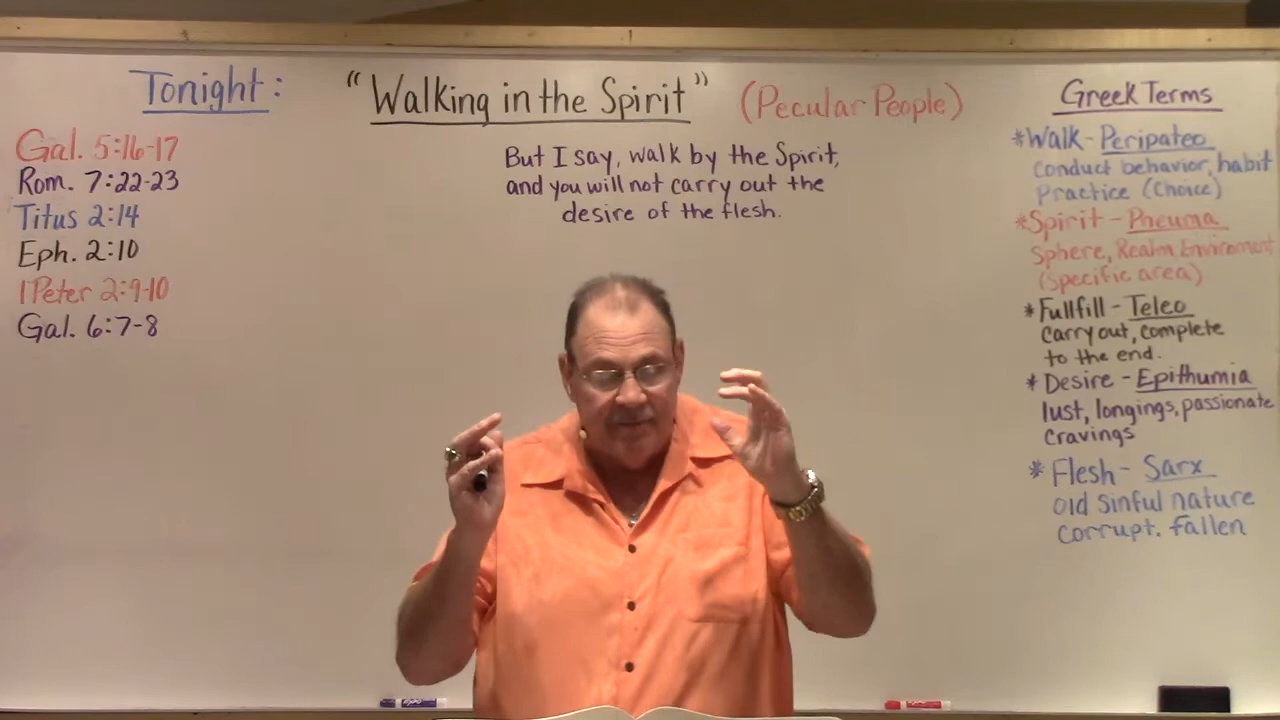 Tonight:
"Walking in the Spirit" (Pecular People)
But I say, walk by the Spirit,
and you will not carry out the
desire of the flesh.
Gal. 5:16-17
Rom. 7:22-23
Titus 2:14
Eph. 2:10
1 Peter 2:9-10
Gal. 6:7-8
Greek Terms
*Walk - Peripateo
conduct behavior, habit
Practice (Choice)
*Spirit - Pneuma
Sphere, Realm Enviroment
(Specific area)
*Fullfill - Teleo
carry out, complete
to the end.
*Desire - Epithumia
lust, longings, passionate
cravings
*Flesh - Sarx
old sinful nature
corrupt. fallen